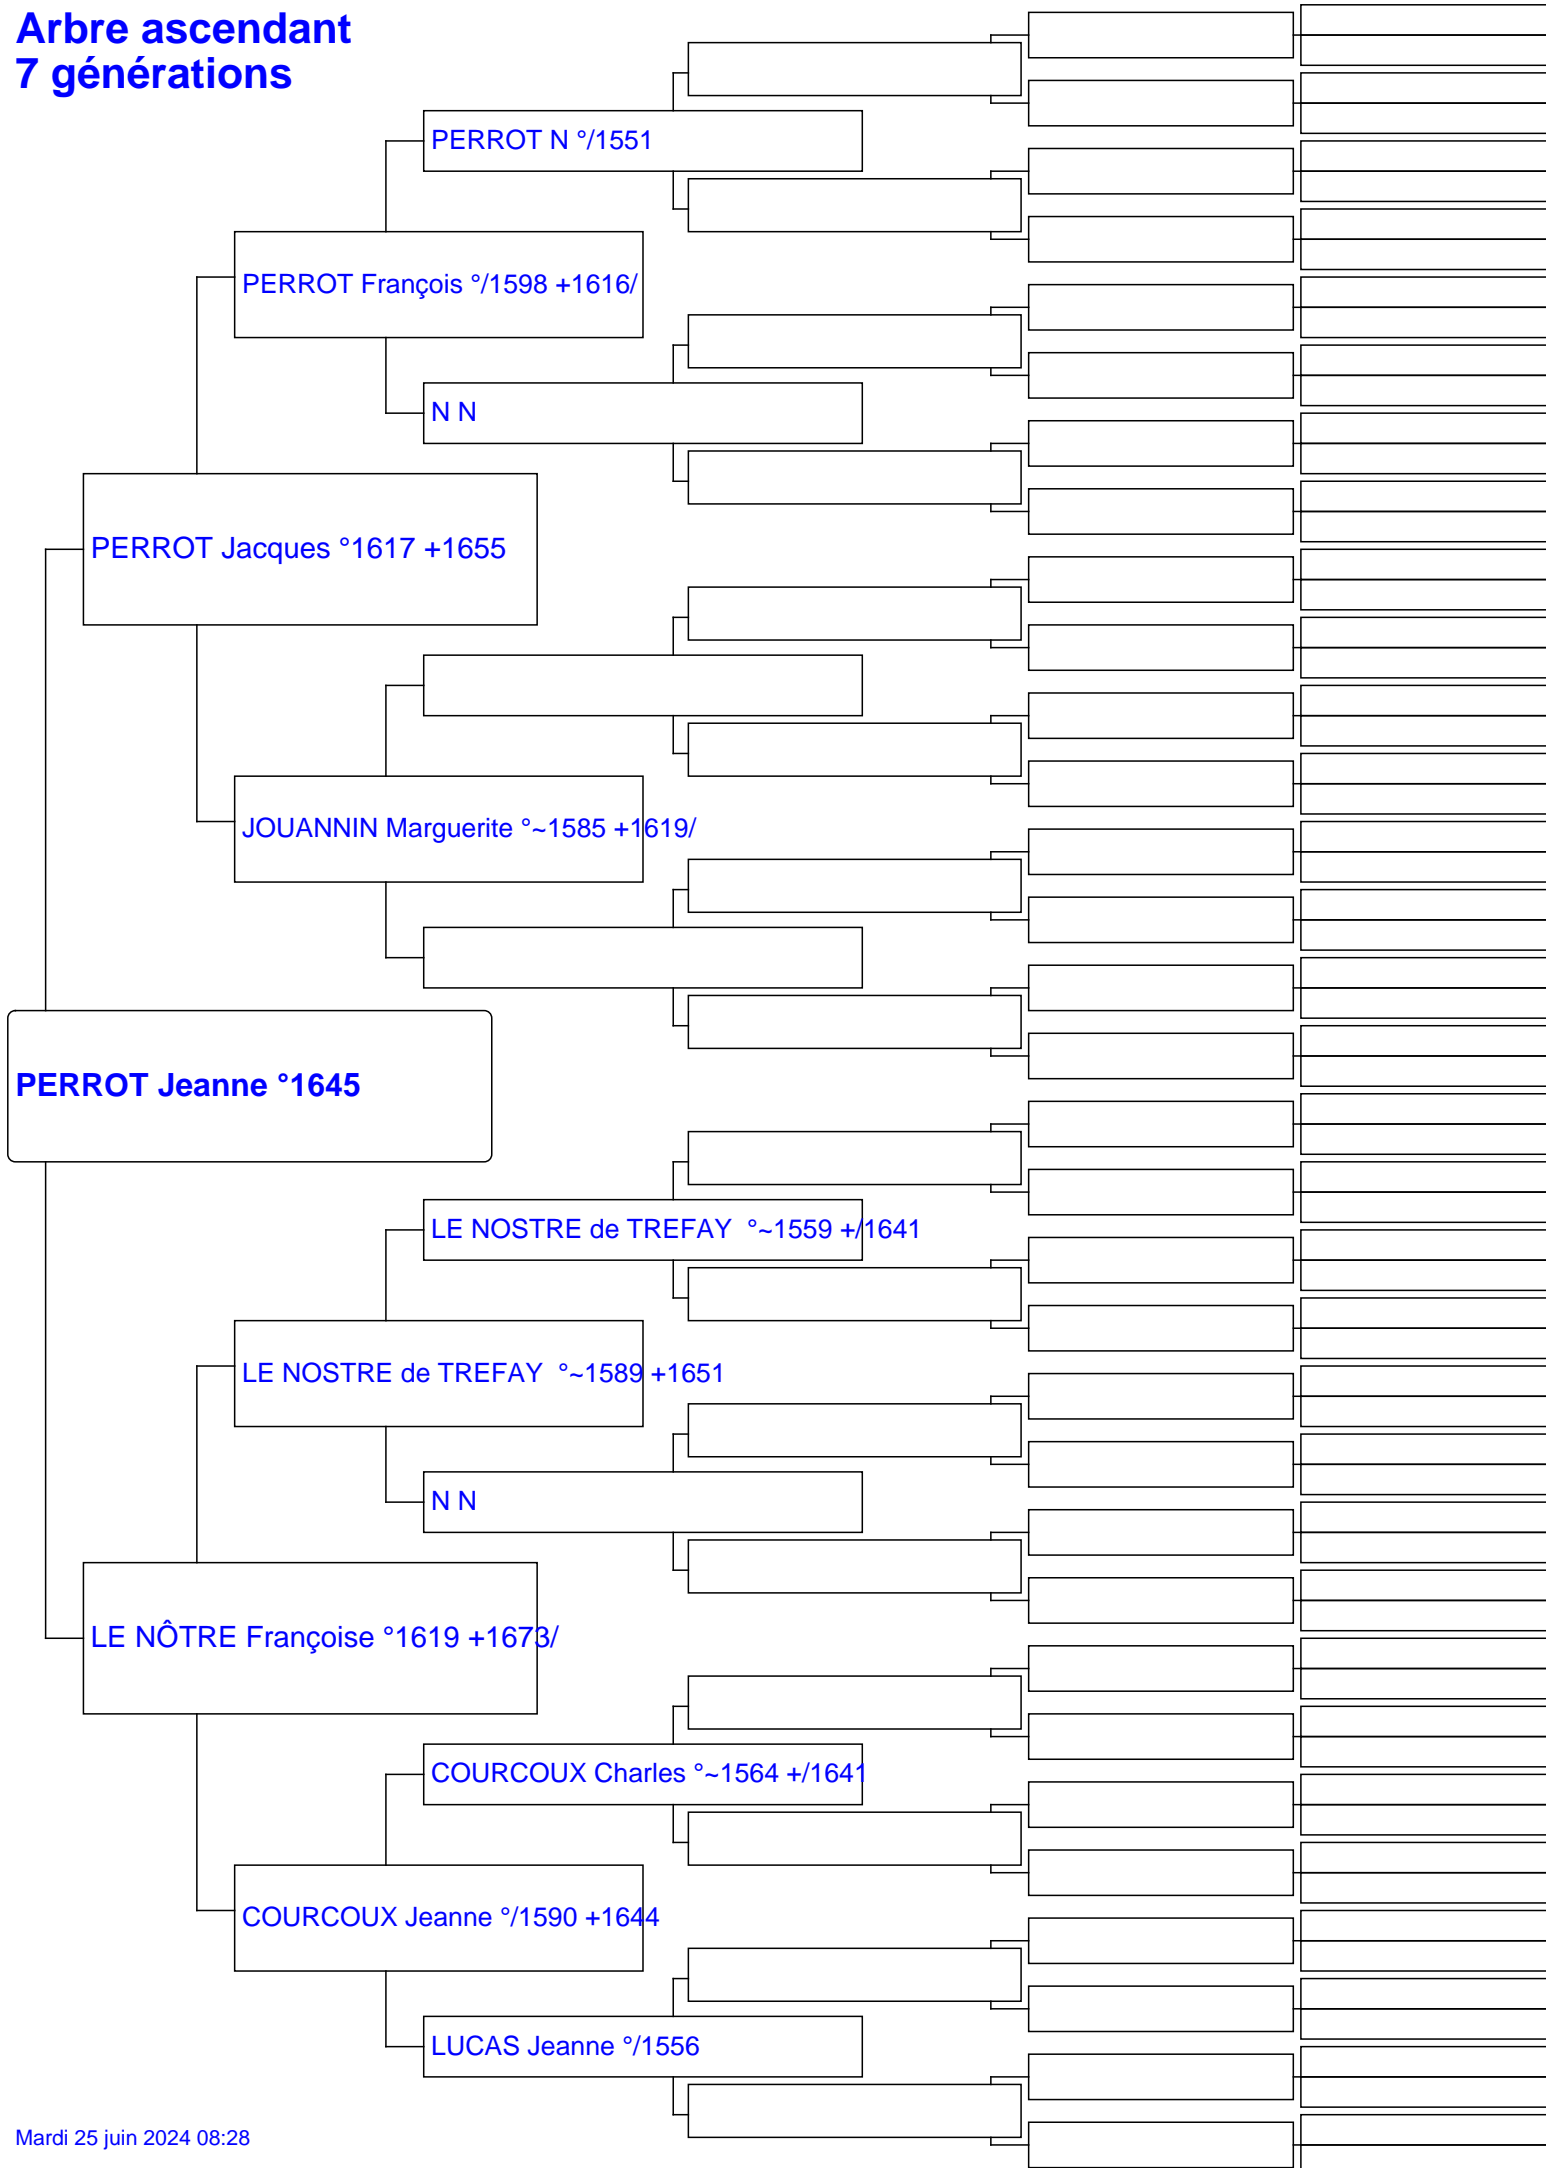 Arbre ascendant
7 générations
PERROT N °/1551
PERROT François °/1598 +1616/
N N
PERROT Jacques °1617 +1655
JOUANNIN Marguerite °~1585 +1619/
PERROT Jeanne °1645
LE NOSTRE de TREFAY  °~1559 +/1641
LE NOSTRE de TREFAY  °~1589 +1651
N N
LE NÔTRE Françoise °1619 +1673/
COURCOUX Charles °~1564 +/1641
COURCOUX Jeanne °/1590 +1644
LUCAS Jeanne °/1556
Mardi 25 juin 2024 08:28